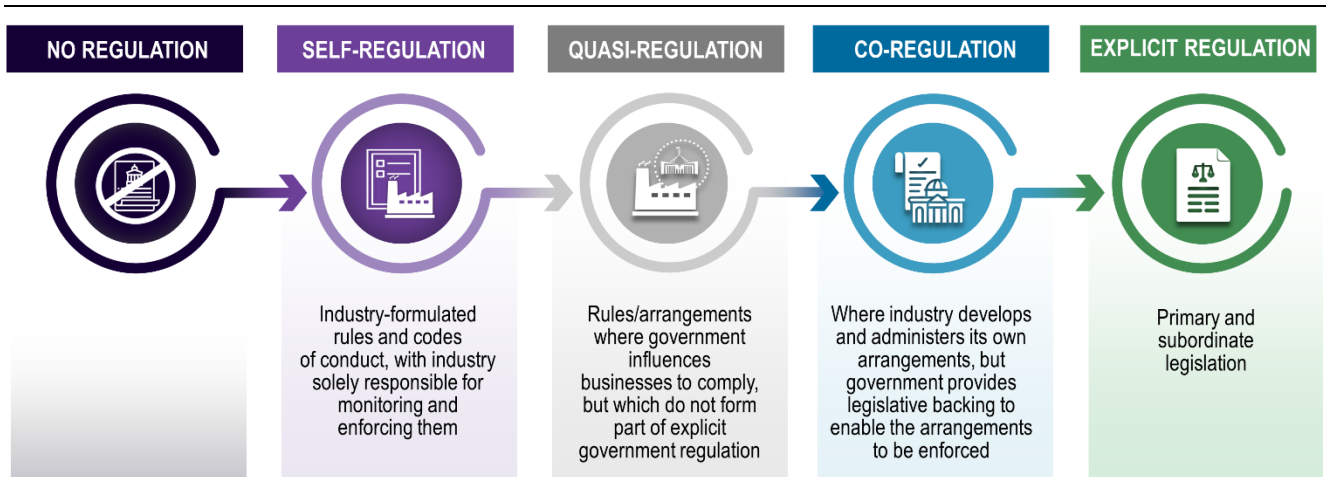 NO REGULATION
SELF-REGULATION
QUASI-REGULATION
CO-REGULATION
EXPLICIT REGULATION
Industry-formulated
rules and codes
of conduct, with industry
solely responsible for
monitoring and
enforcing them
Rules/arrangements
where government
influences
businesses to comply,
but which do not form
part of explicit
government regulation
Where industry develops
and administers its own
arrangements, but
government provides
legislative backing to
enable the arrangements
to be enforced
Primary and
subordinate
legislation